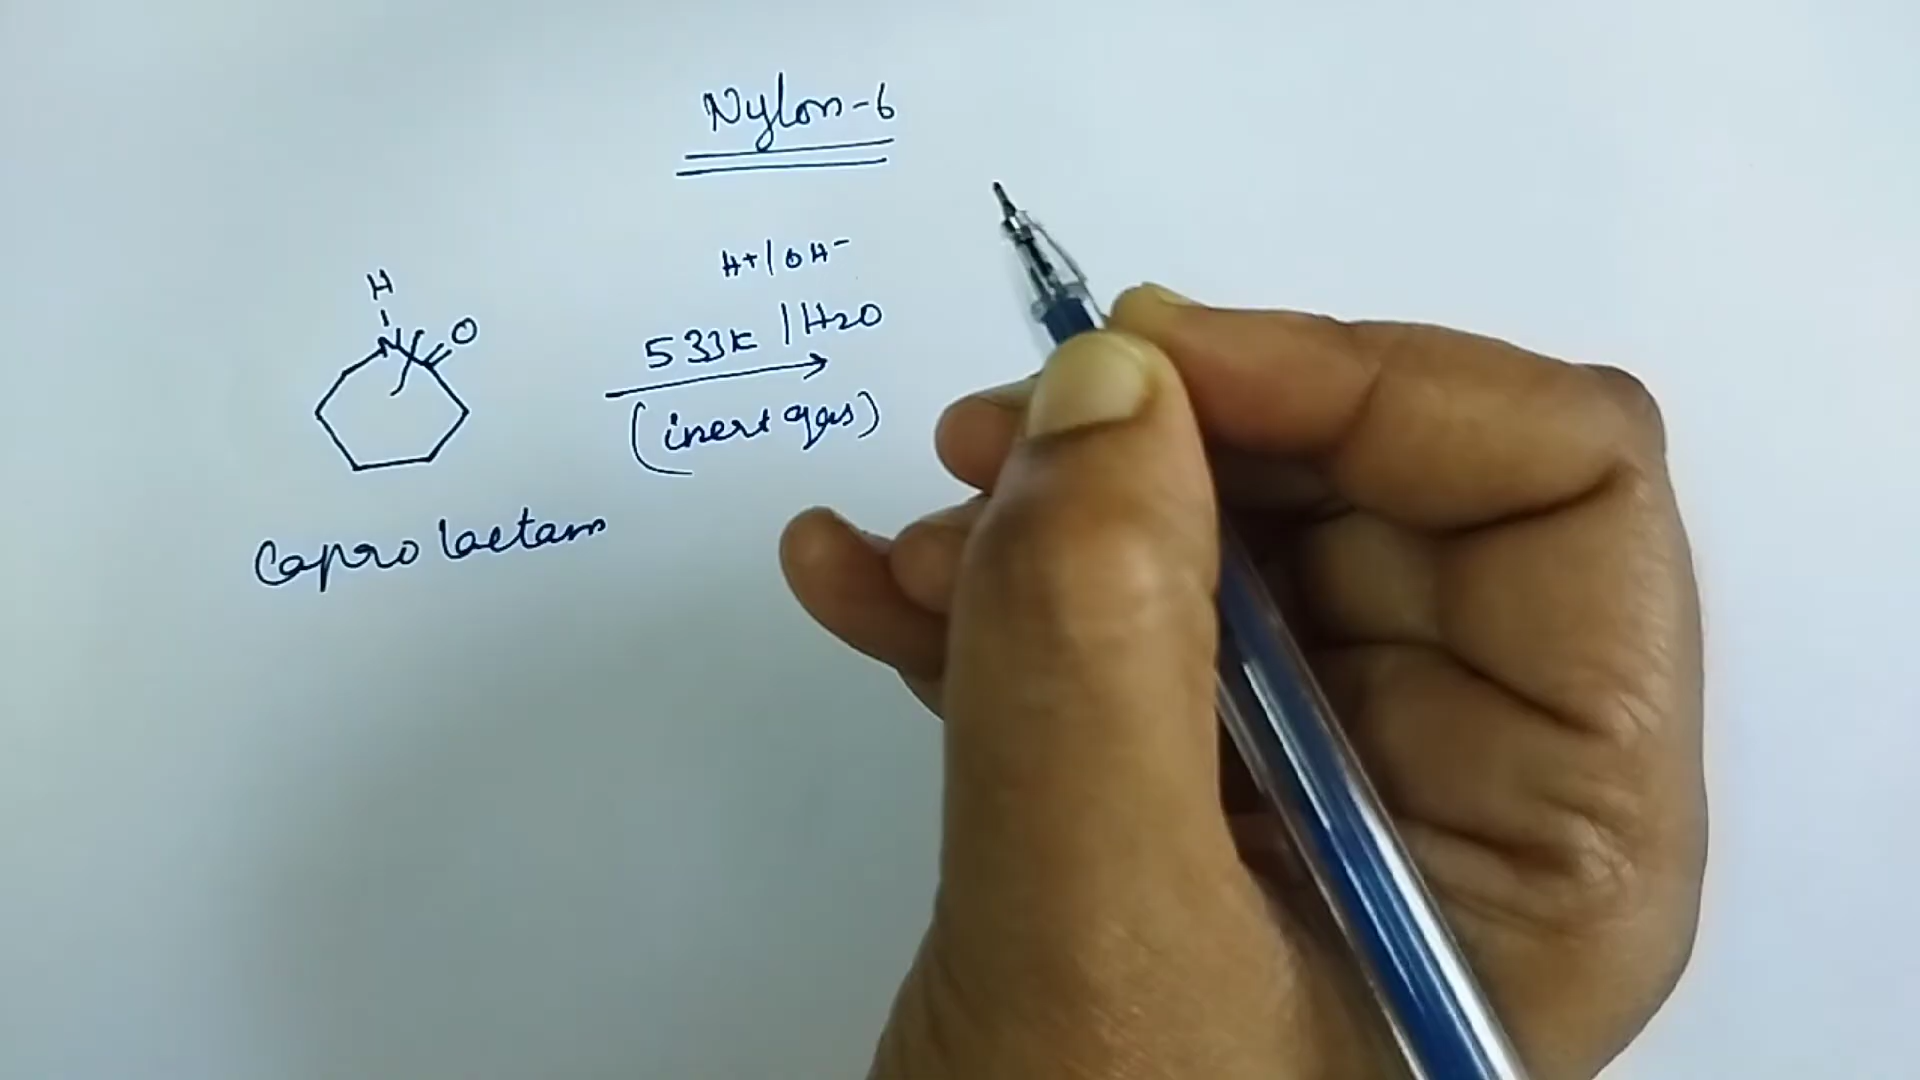 Nylon-6
H+/OH-
533K /H2O
(inert gas)
H
N
O
Caprolactam